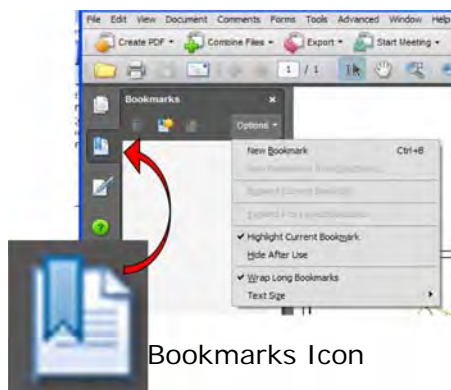 File Edit View Document Comments Forms Tools Advanced Window Help
Create PDF Combine Files Export Start Meeting
1 / 1
Bookmarks x
Options
New Bookmark Ctrl+B
Highlight Current Bookmark
Hide After Use
Wrap Long Bookmarks
Text Size
Bookmarks Icon